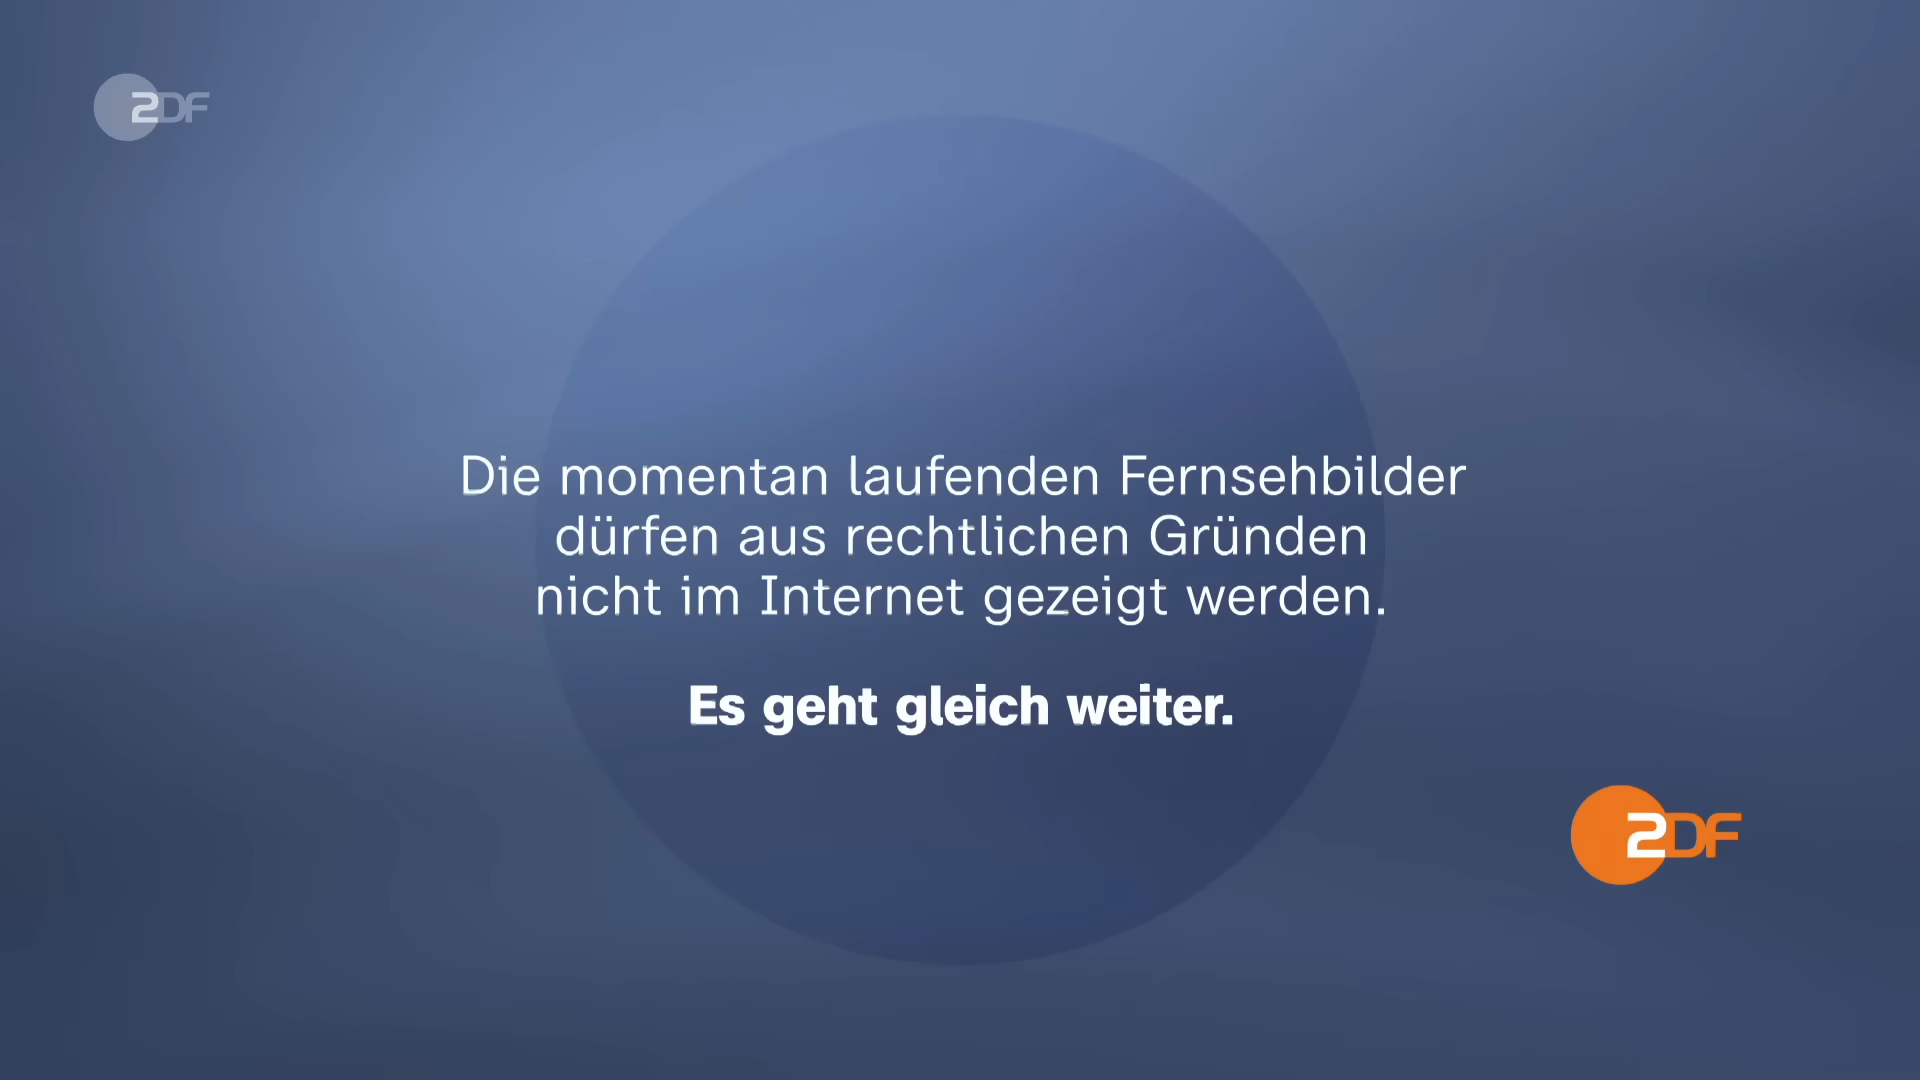 ZDF
Die momentan laufenden Fernsehbilder
dürfen aus rechtlichen Gründen
nicht im Internet gezeigt werden.
Es geht gleich weiter.
ZDF